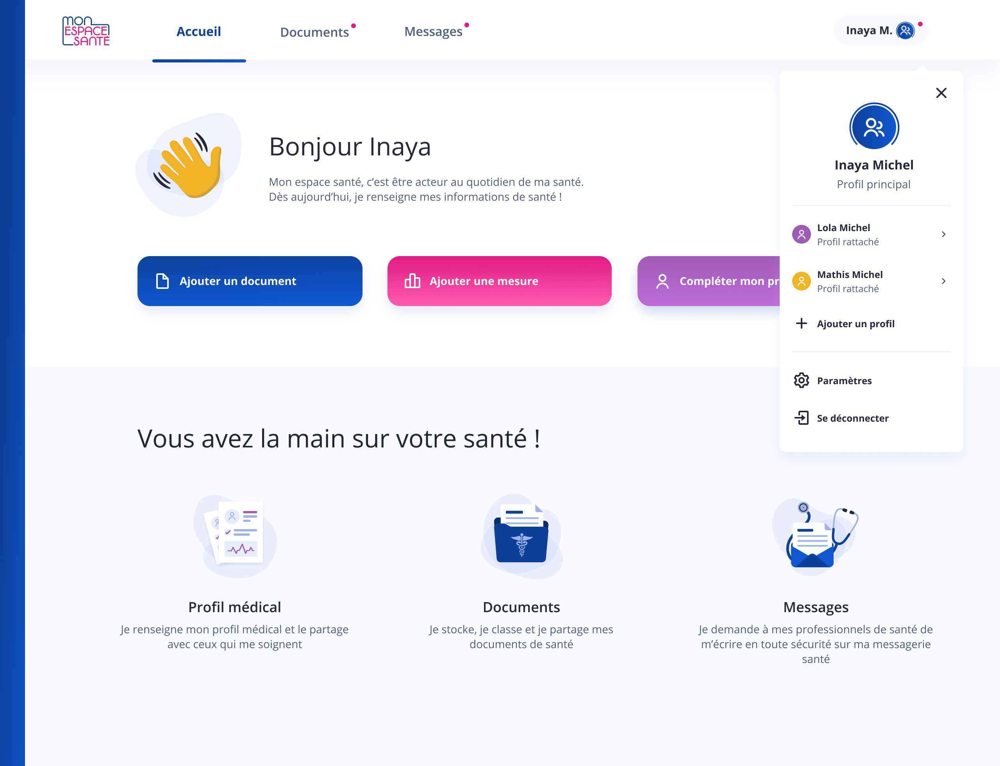 MON
ESPACE
SANTÉ
Accueil
Documents
Messages
Inaya M.
Bonjour Inaya
Mon espace santé, c’est être acteur au quotidien de ma santé.
Dès aujourd’hui, je renseigne mes informations de santé !
Ajouter un document
Ajouter une mesure
Compléter mon pr
Inaya Michel
Profil principal
Lola Michel
Profil rattaché
Mathis Michel
Profil rattaché
Ajouter un profil
Paramètres
Se déconnecter
Vous avez la main sur votre santé !
Profil médical
Je renseigne mon profil médical et le partage
avec ceux qui me soignent
Documents
Je stocke, je classe et je partage mes
documents de santé
Messages
Je demande à mes professionnels de santé de
m’écrire en toute sécurité sur ma messagerie
santé